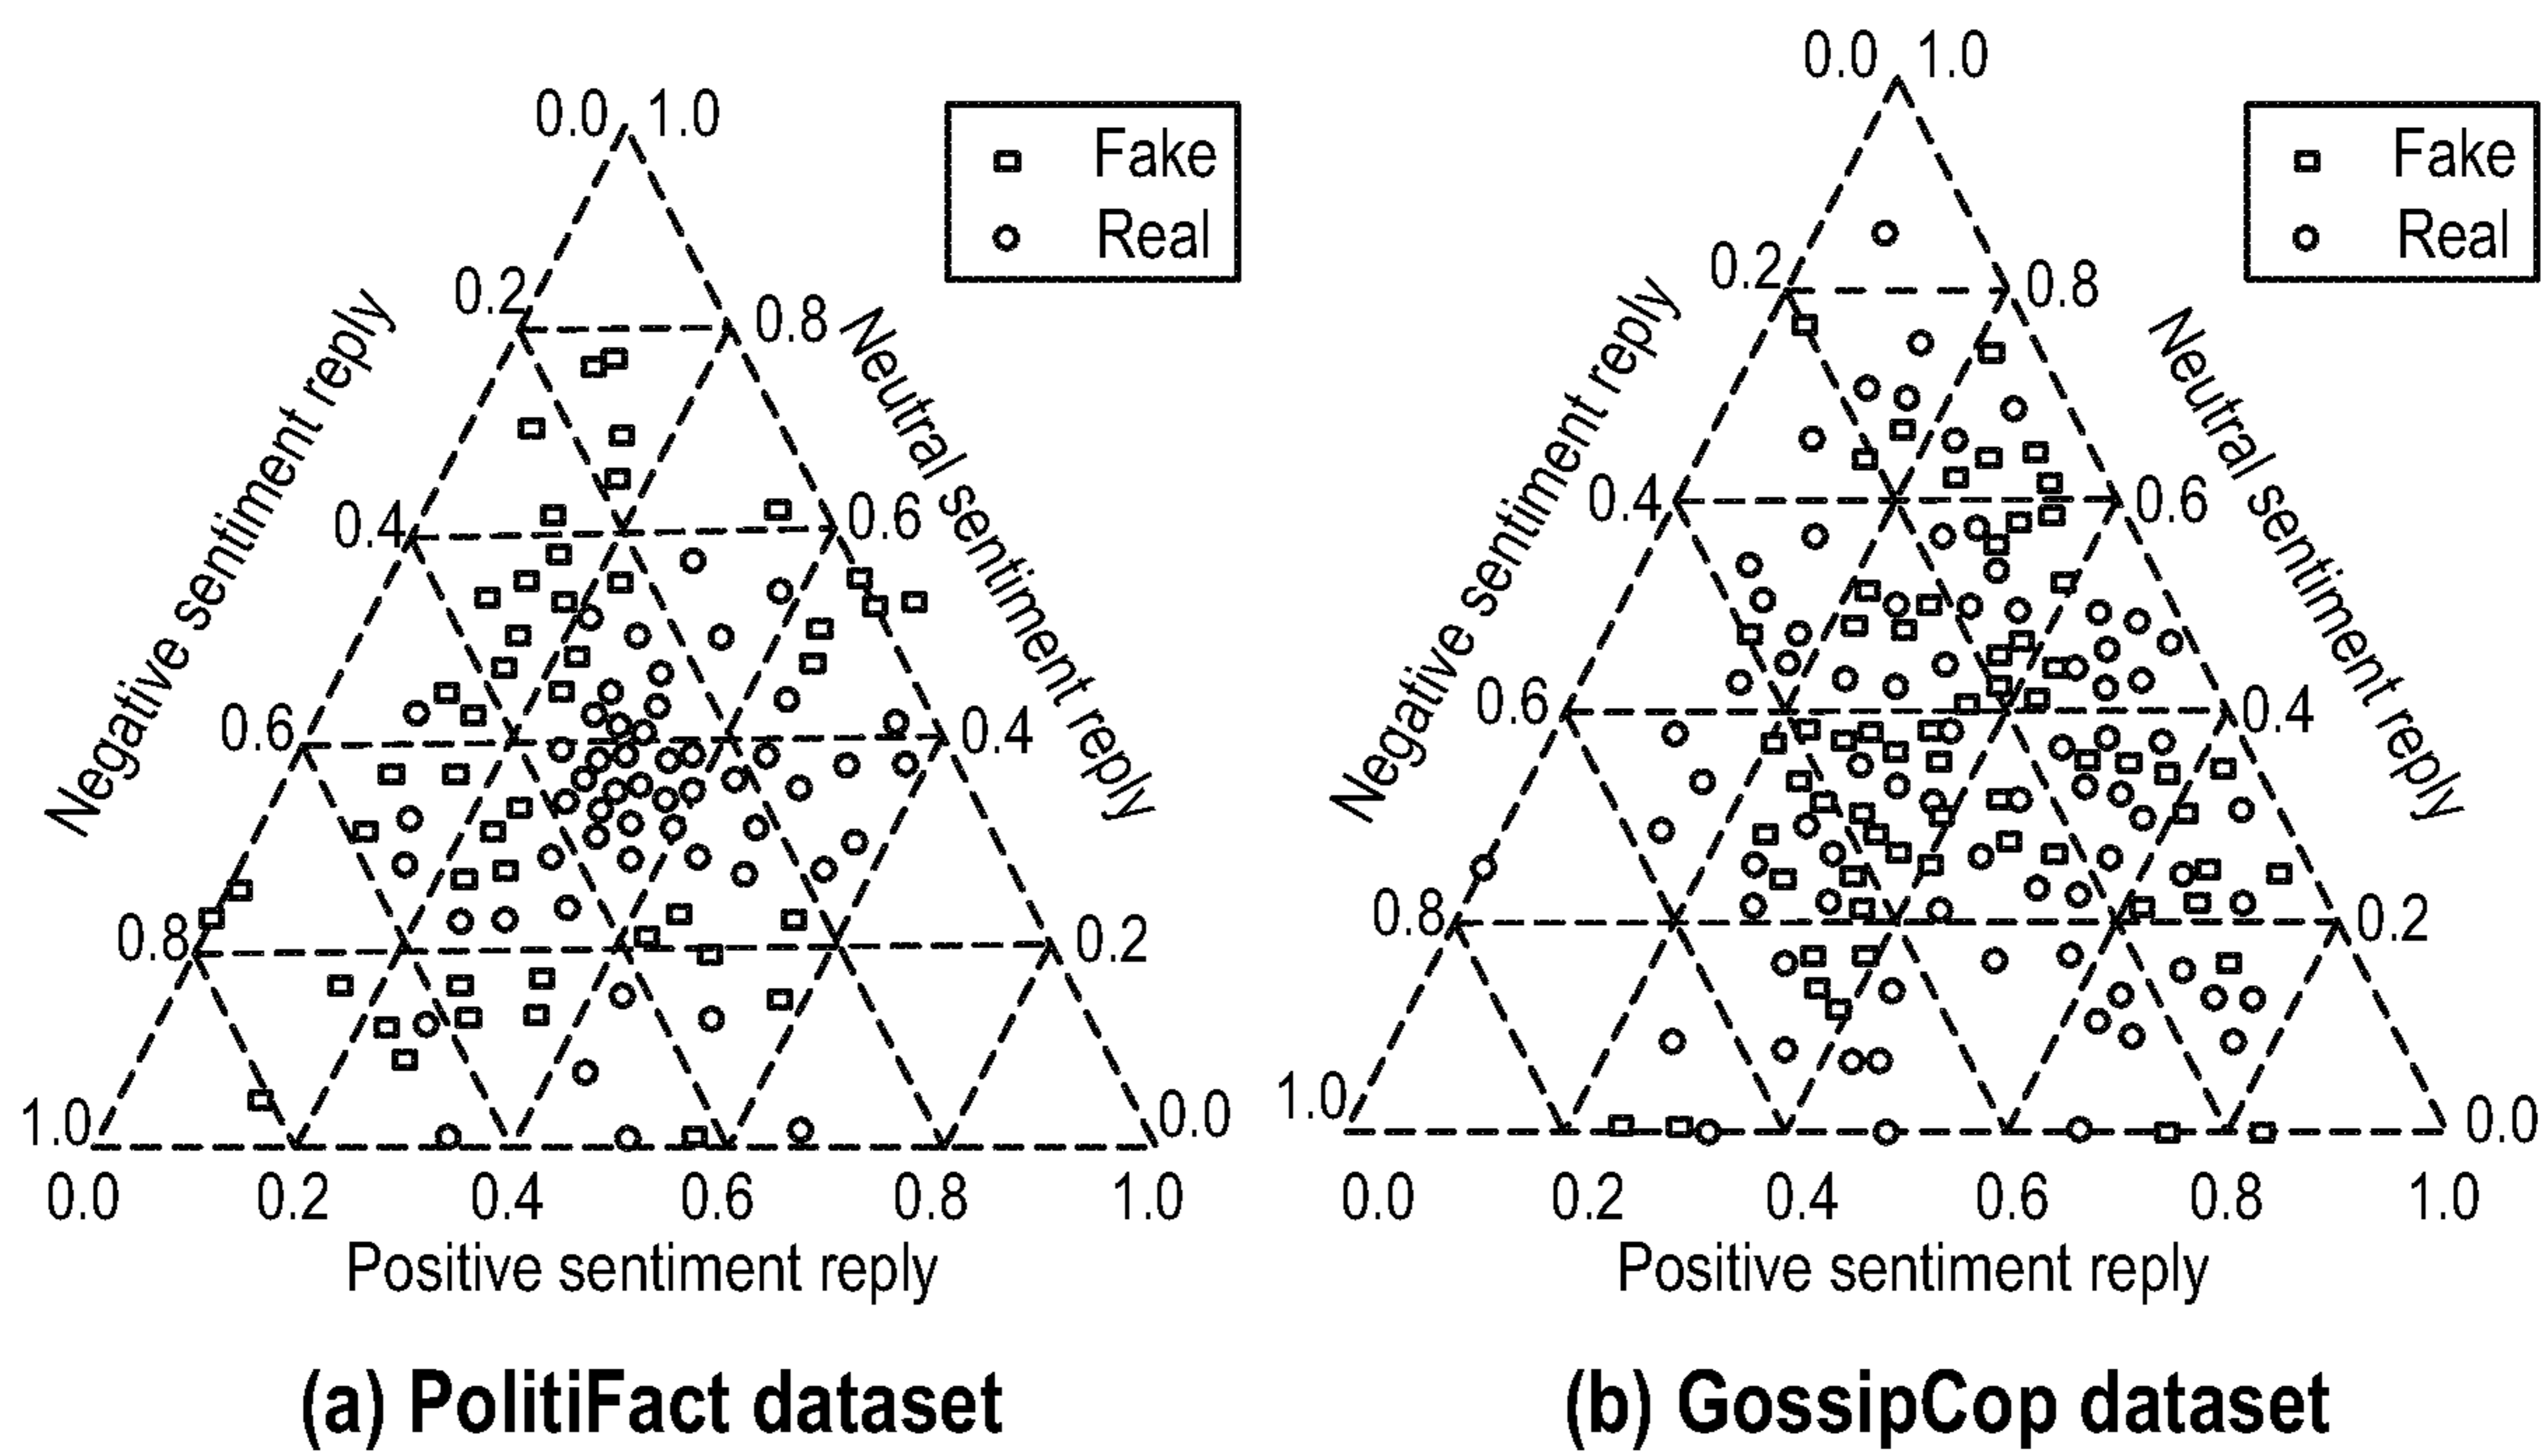 0.0 1.0
Fake
Real
0.2
0.8
0.4
0.6
0.6
0.4
0.8
0.2
1.0
0.0
0.0 0.2 0.4 0.6 0.8 1.0
Negative sentiment reply
Neutral sentiment reply
Positive sentiment reply
(a) PolitiFact dataset
0.0 1.0
Fake
Real
0.2
0.8
0.4
0.6
0.6
0.4
0.8
0.2
1.0
0.0
0.0 0.2 0.4 0.6 0.8 1.0
Negative sentiment reply
Neutral sentiment reply
Positive sentiment reply
(b) GossipCop dataset